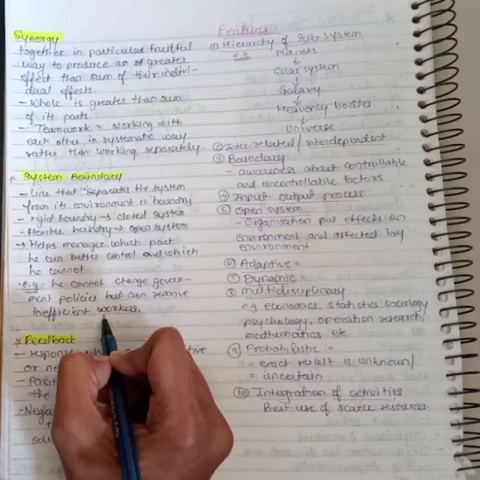 Synergy
together in particular fruitful
way to produce an of greater
effect than sum of their indivi-
dual effects.
- "Whole" is greater than sum
of its parts
- Teamwork = working with
each other in systematic way
rather than working separately.
* System Boundary
- Line that separates the system
from its environment is boundary
- rigid boundary → closed system
- flexible boundary → open system
→ Helps manager which part
he can better control and which
he cannot
- e.g he cannot change govern-
ment policies but can remove
inefficient workers.
* Feedback
- response
or ne
- Posi
the
- Nega
Features
① Hierarchy of Sub system
e.g Planets
↓
Solar system
↓
Galaxy
↓
Heavenly bodies
↓
Universe
② Inter-related / interdependent
③ Boundary
- awareness about controllable
and uncontrollable factors
④ Input-output process
⑤ Open system
- Organisation put effects on
environment and affected by
environment
⑥ Adaptive =
⑦ Dynamic =
⑧ Multidisciplinary
e.g economics, statistics sociology
psychology, operation research,
mathematics etc
⑨ Probabilistic :-
- exact result is unknown/
= uncertain
⑩ Integration of activities
Best use of scarce resources.